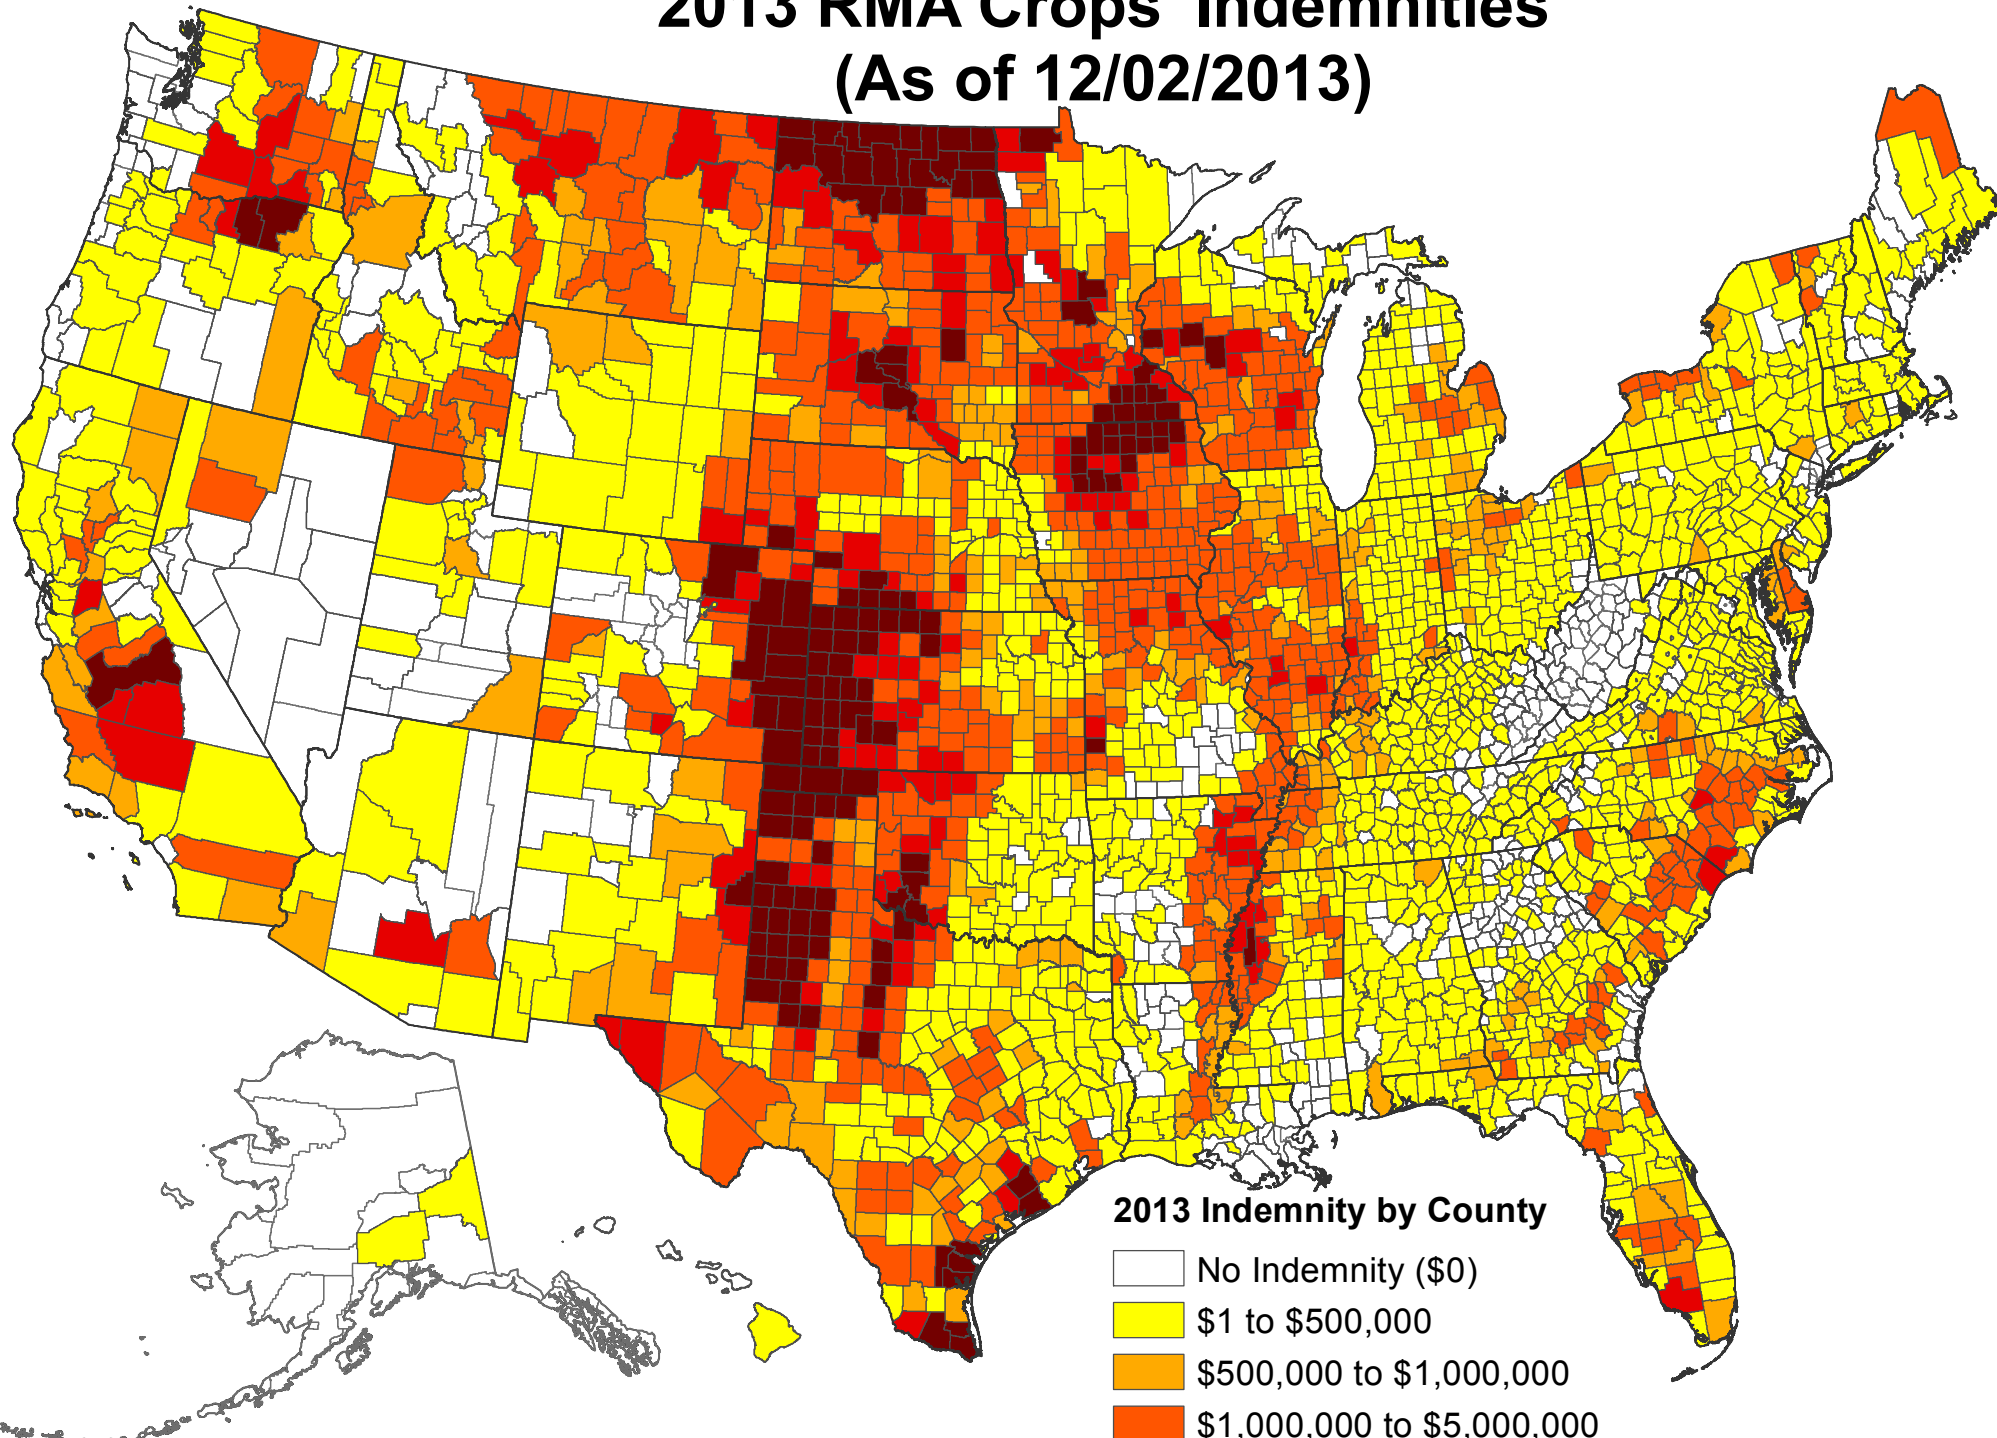 2013 RMA Crops' Indemnities
(As of 12/02/2013)
2013 Indemnity by County
No Indemnity ($0)
$1 to $500,000
$500,000 to $1,000,000
$1,000,000 to $5,000,000